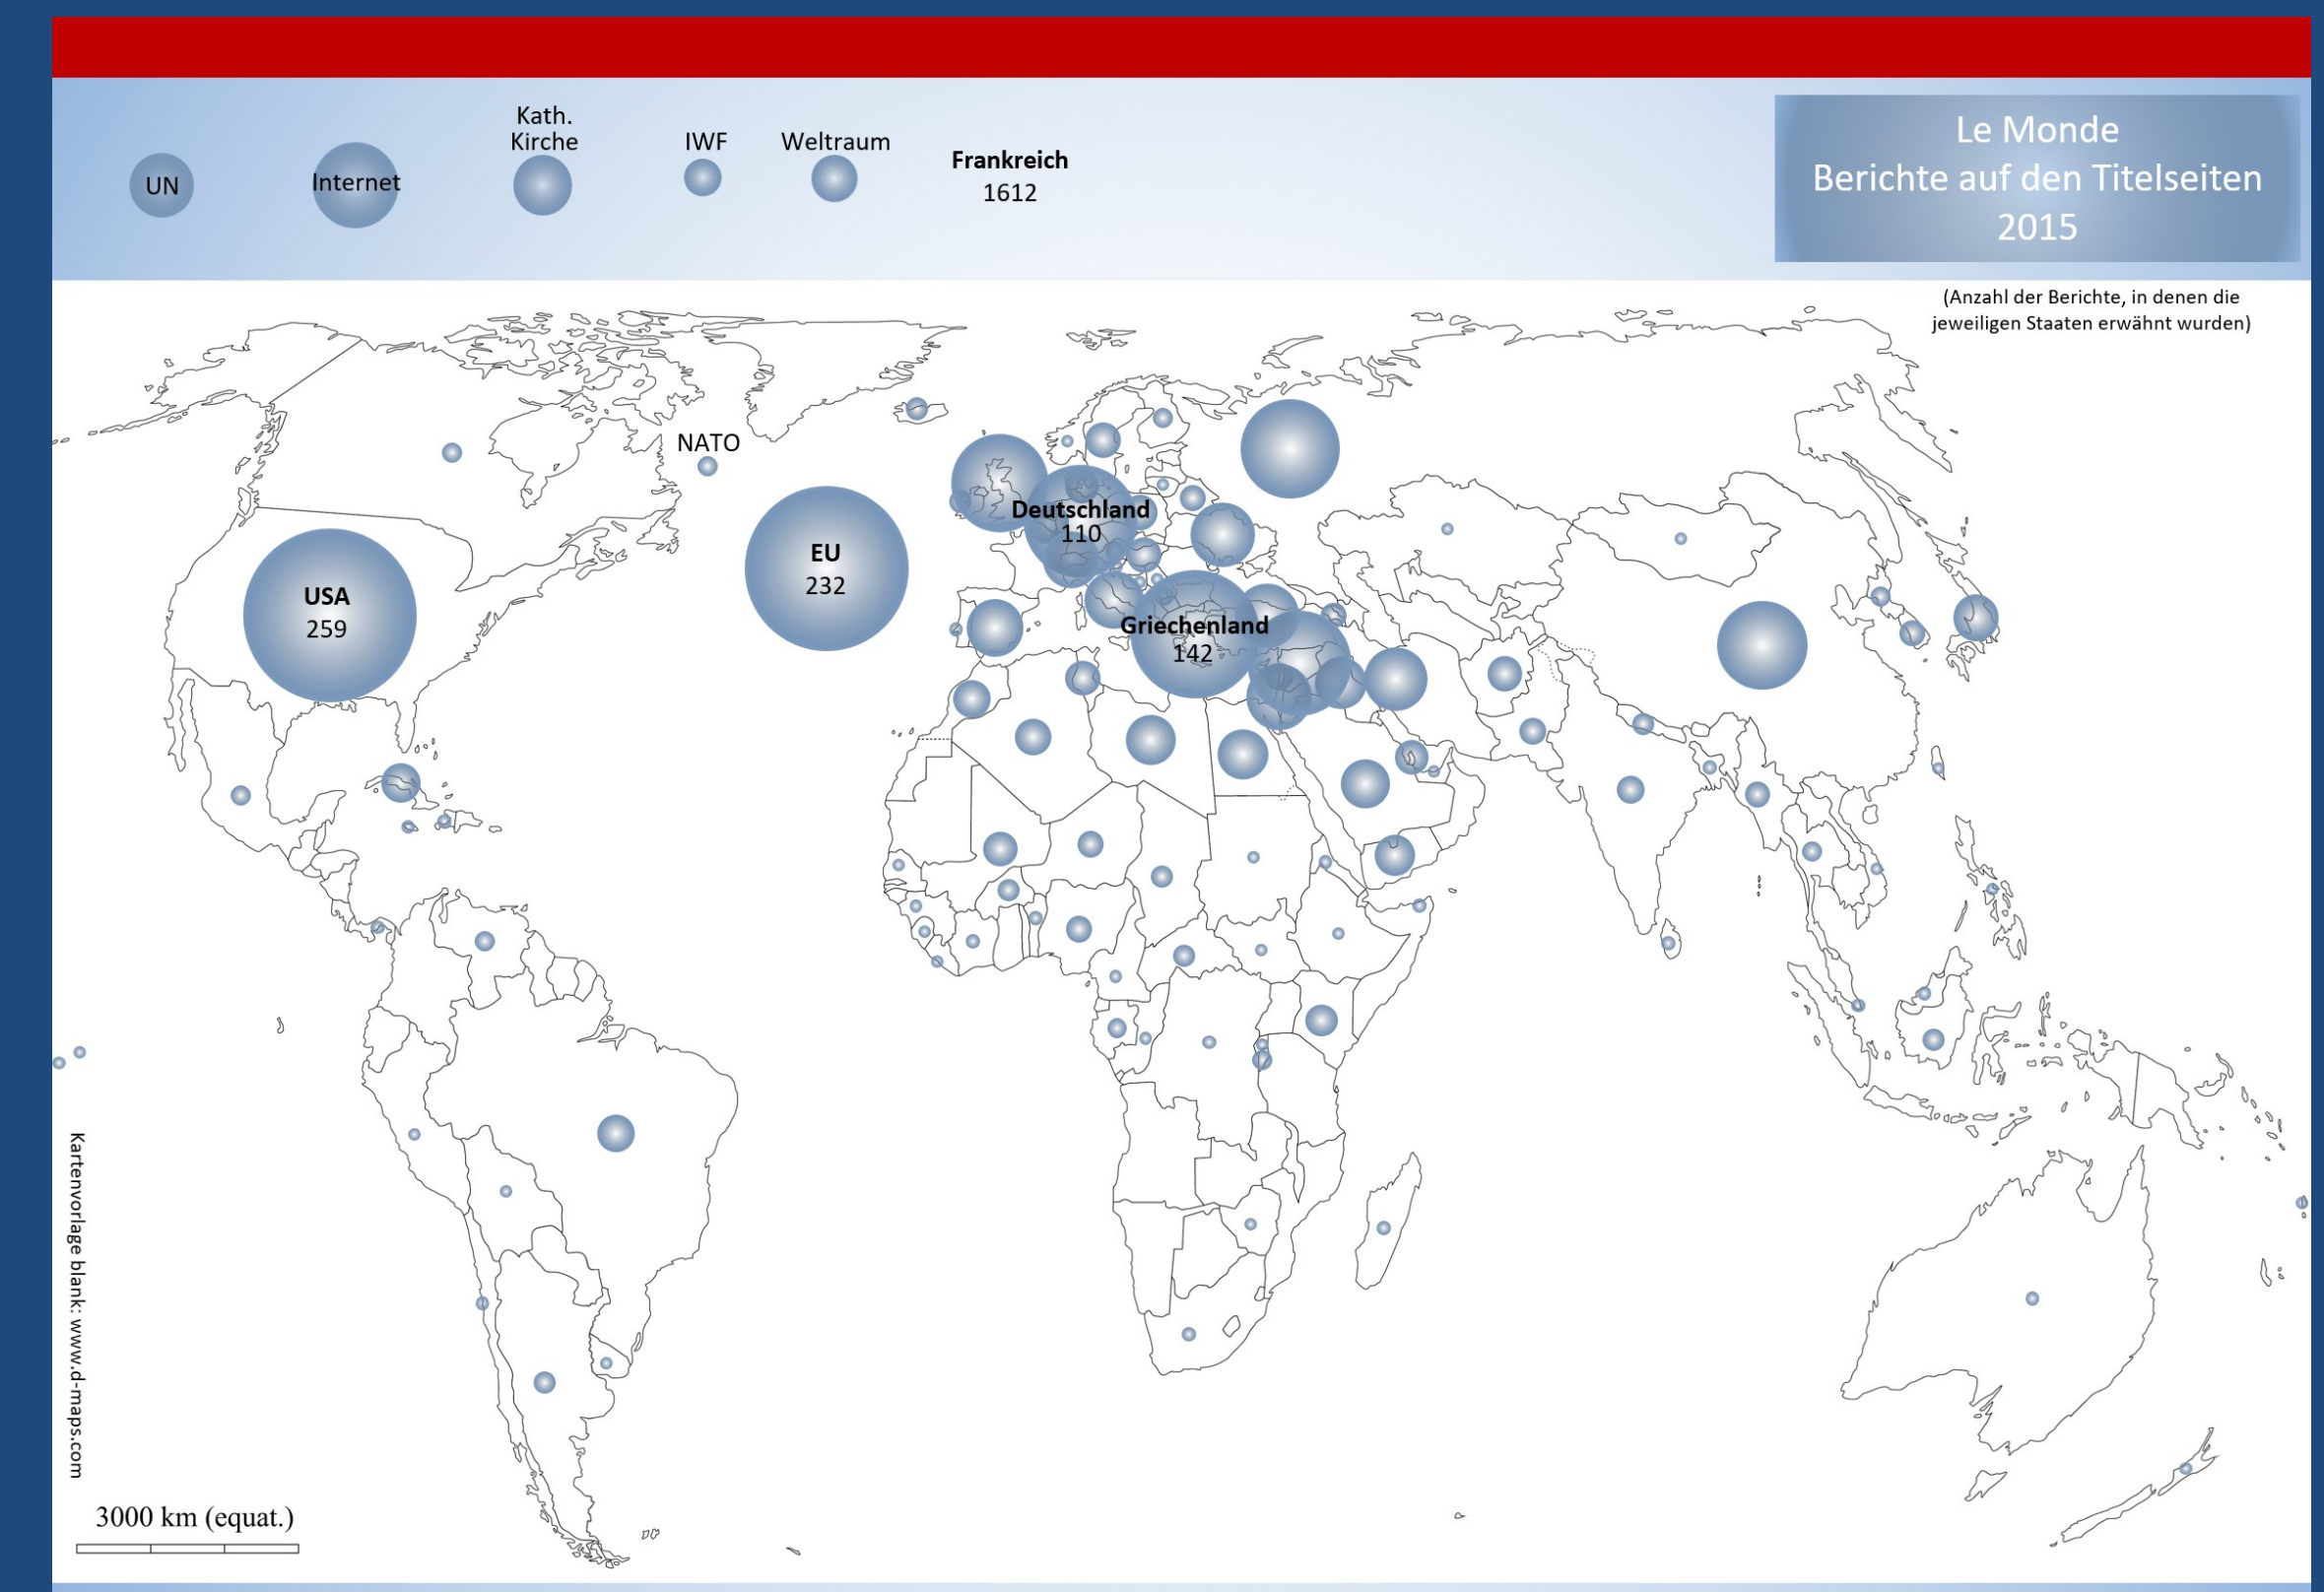 Kath.
Kirche
IWF
Weltraum
UN
Internet
Frankreich
1612
Le Monde
Berichte auf den Titelseiten
2015
(Anzahl der Berichte, in denen die
jeweiligen Staaten erwähnt wurden)
NATO
Deutschland
110
EU
232
USA
259
Griechenland
142
Kartenvorlage blank: www.d-maps.com
3000 km (equat.)